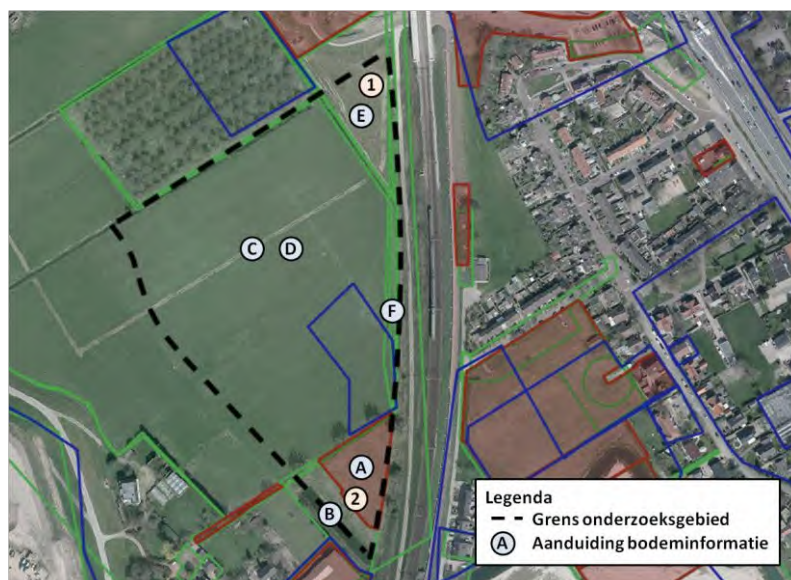 1
E
C D
F
A
2
B
Legenda
Grens onderzoeksgebied
A Aanduiding bodeminformatie